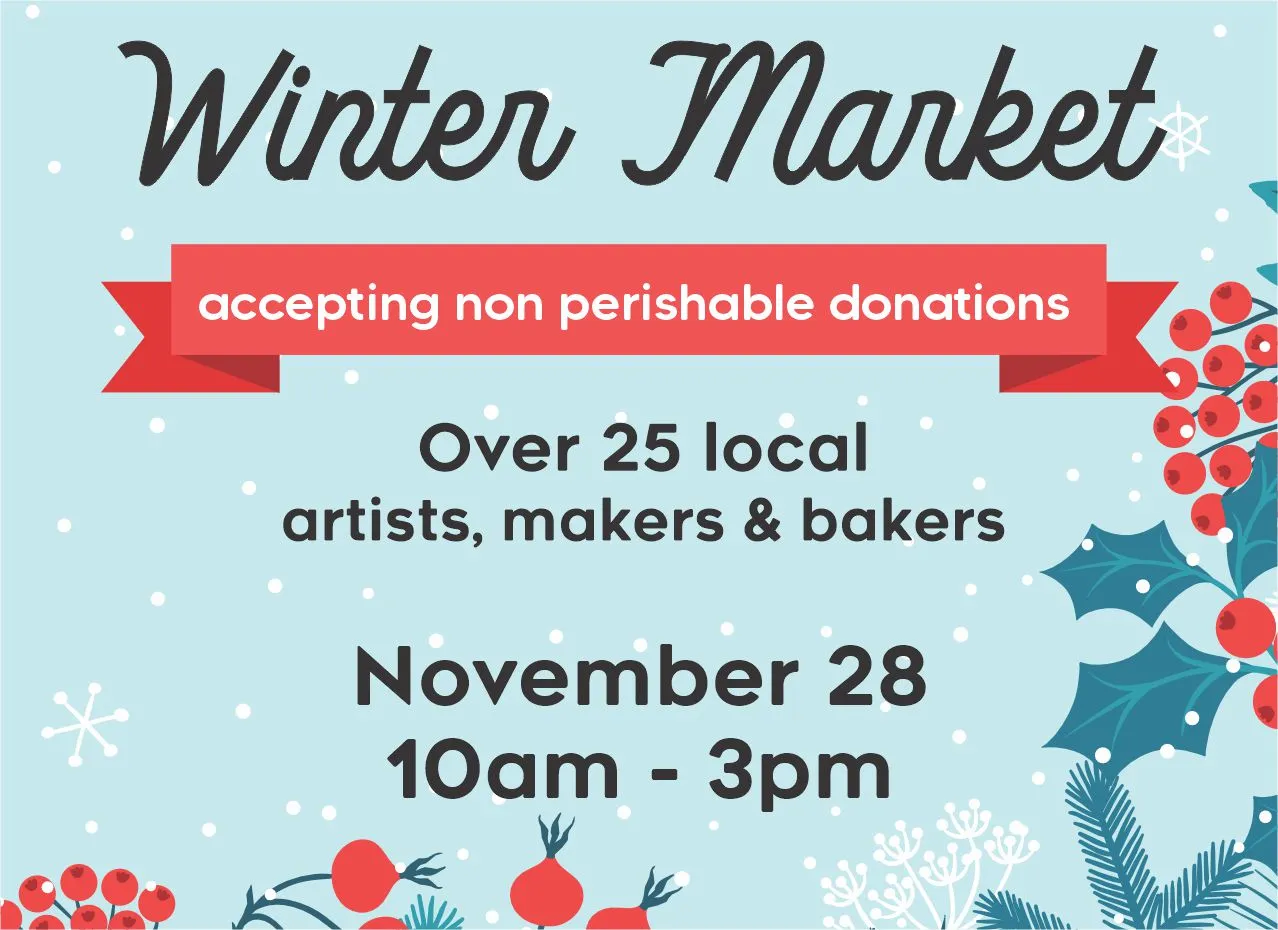 Winter Market
accepting non perishable donations
Over 25 local
artists, makers & bakers
November 28
10am - 3pm